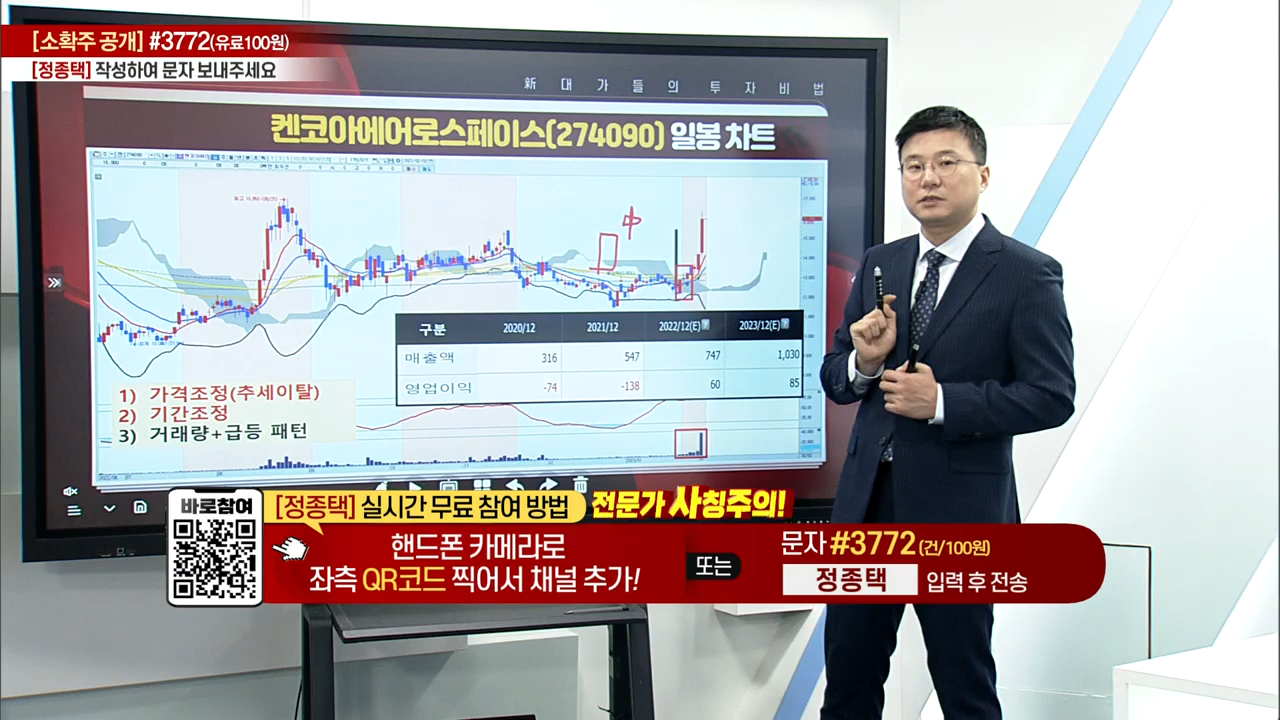 [소확주 공개] #3772(유료100원)
[정종택] 작성하여 문자 보내주세요
新 대 가 들 의 투 자 비 법
켄코아에어로스페이스(274090) 일봉 차트
中
구분 2020/12 2021/12 2022/12(E) 2023/12(E)
매출액 316 547 747 1,030
영업이익 -74 -138 60 85
1) 가격조정(추세이탈)
2) 기간조정
3) 거래량+급등 패턴
바로참여
[정종택] 실시간 무료 참여 방법
전문가 사칭주의!
핸드폰 카메라로
좌측 QR코드 찍어서 채널 추가!
또는
문자 #3772 (건/100원)
정종택 입력 후 전송